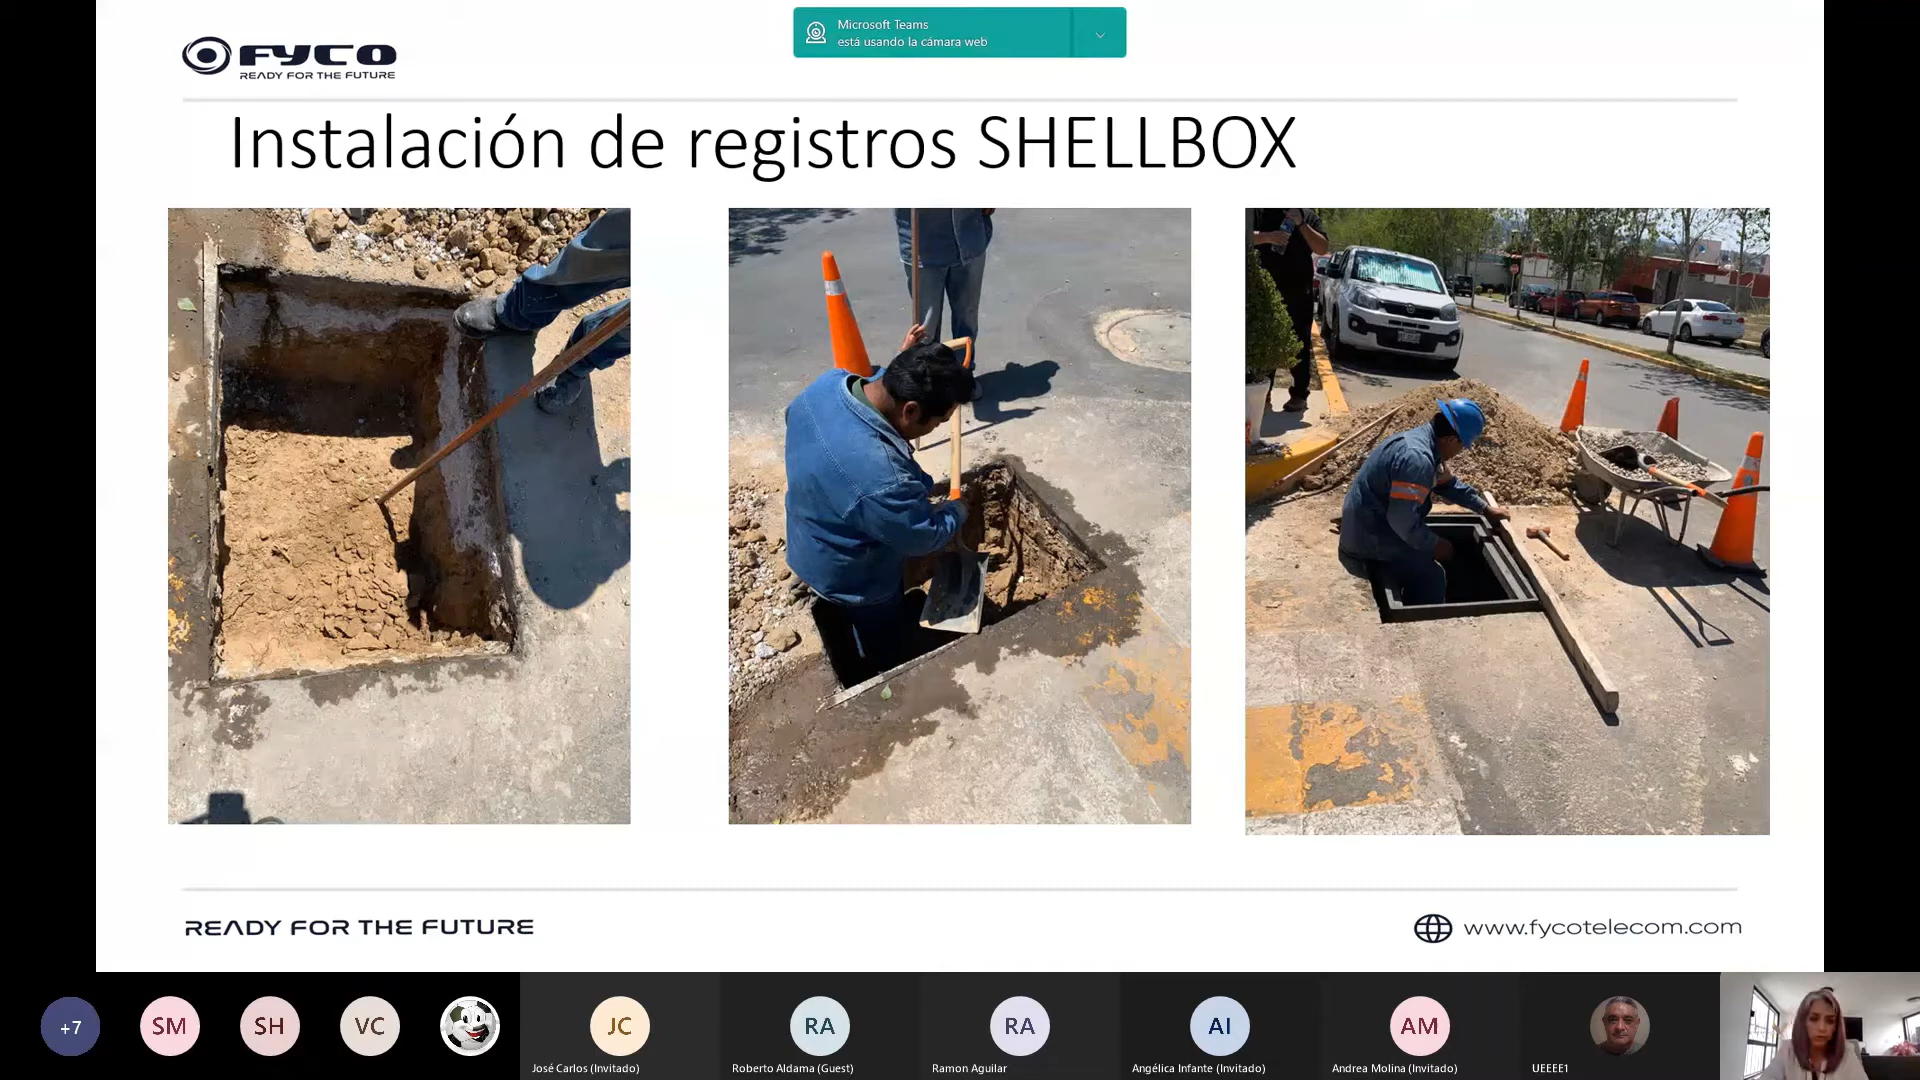 Microsoft Teams
está usando la cámara web
FYCO
READY FOR THE FUTURE
Instalación de registros SHELLBOX
READY FOR THE FUTURE
www.fycotelecom.com
+7
SM
SH
VC
JC
RA
RA
AI
AM
José Carlos (Invitado)
Roberto Aldama (Guest)
Ramon Aguilar
Angélica Infante (Invitado)
Andrea Molina (Invitado)
UEEEE1